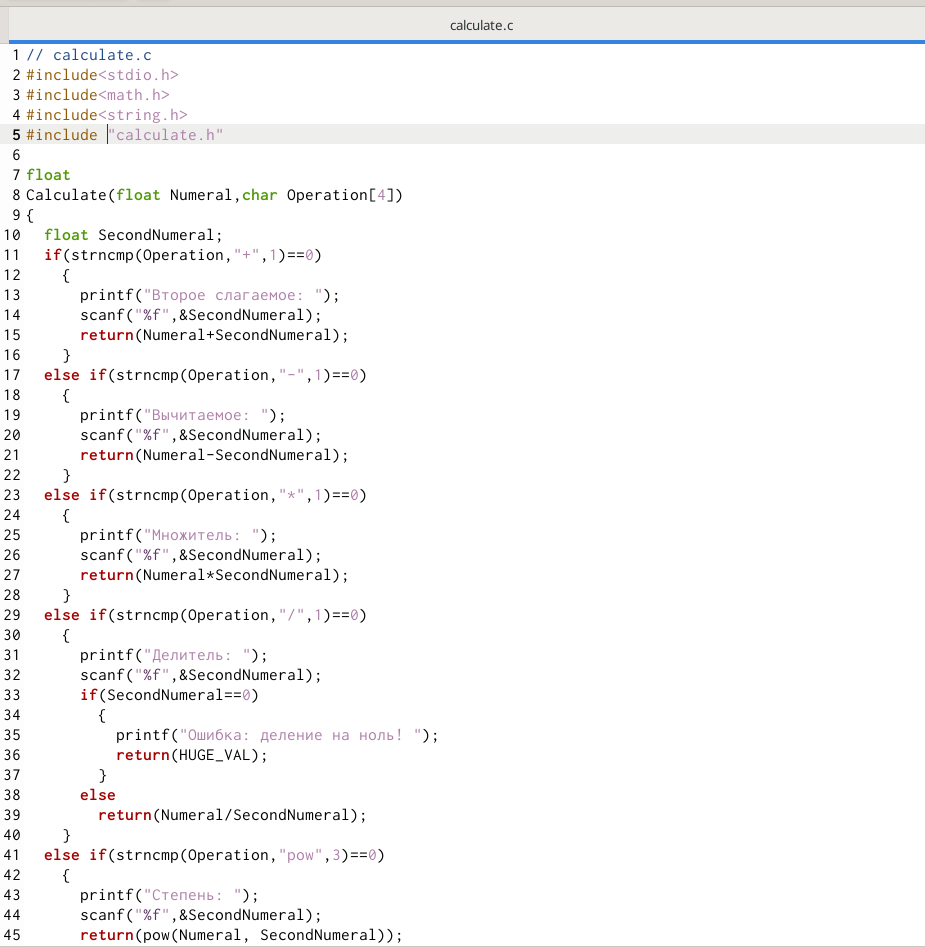 calculate.c
1 // calculate.c
2 #include<stdio.h>
3 #include<math.h>
4 #include<string.h>
5 #include "calculate.h"
6
7 float
8 Calculate(float Numeral,char Operation[4])
9 {
10   float SecondNumeral;
11   if(strncmp(Operation,"+",1)==0)
12     {
13       printf("Второе слагаемое: ");
14       scanf("%f",&SecondNumeral);
15       return(Numeral+SecondNumeral);
16     }
17   else if(strncmp(Operation,"-",1)==0)
18     {
19       printf("Вычитаемое: ");
20       scanf("%f",&SecondNumeral);
21       return(Numeral-SecondNumeral);
22     }
23   else if(strncmp(Operation,"*",1)==0)
24     {
25       printf("Множитель: ");
26       scanf("%f",&SecondNumeral);
27       return(Numeral*SecondNumeral);
28     }
29   else if(strncmp(Operation,"/",1)==0)
30     {
31       printf("Делитель: ");
32       scanf("%f",&SecondNumeral);
33       if(SecondNumeral==0)
34         {
35           printf("Ошибка: деление на ноль! ");
36           return(HUGE_VAL);
37         }
38       else
39         return(Numeral/SecondNumeral);
40     }
41   else if(strncmp(Operation,"pow",3)==0)
42     {
43       printf("Степень: ");
44       scanf("%f",&SecondNumeral);
45       return(pow(Numeral, SecondNumeral));